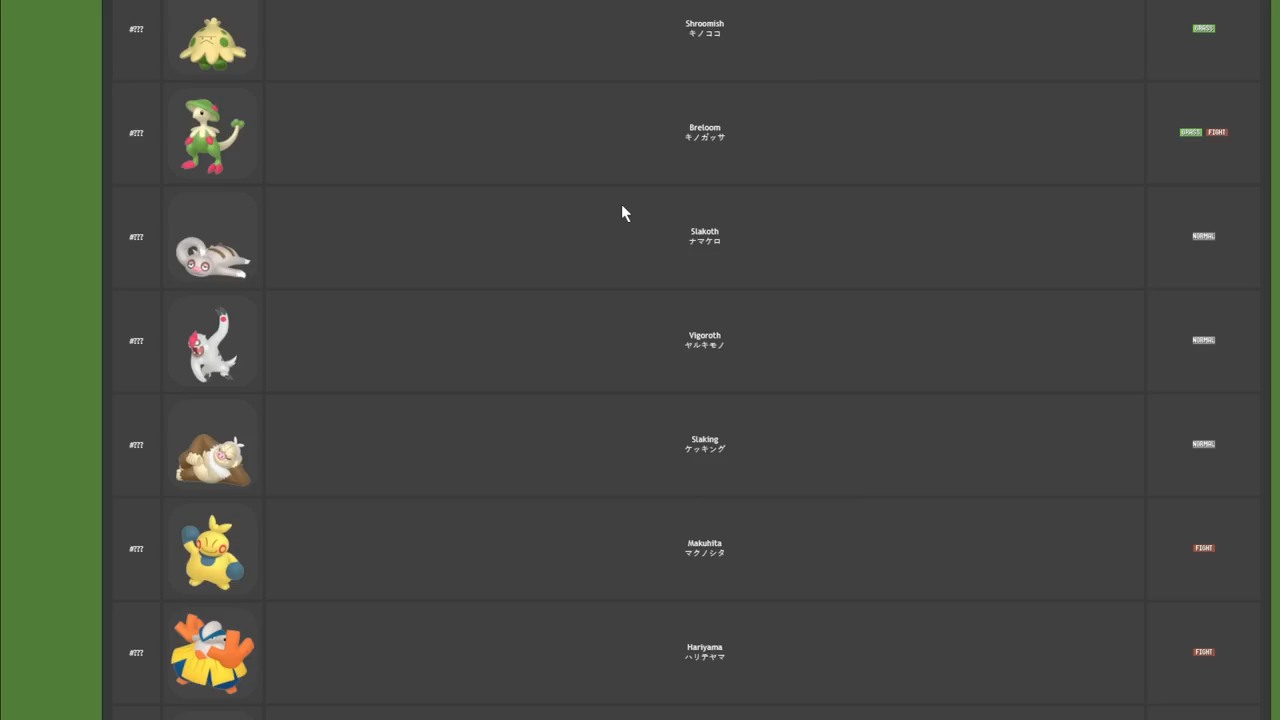 #???
Shroomish
キノココ
GRASS
#???
Breloom
キノガッサ
GRASS FIGHT
#???
Slakoth
ナマケロ
NORMAL
#???
Vigoroth
ヤルキモノ
NORMAL
#???
Slaking
ケッキング
NORMAL
#???
Makuhita
マクノシタ
FIGHT
#???
Hariyama
ハリテヤマ
FIGHT